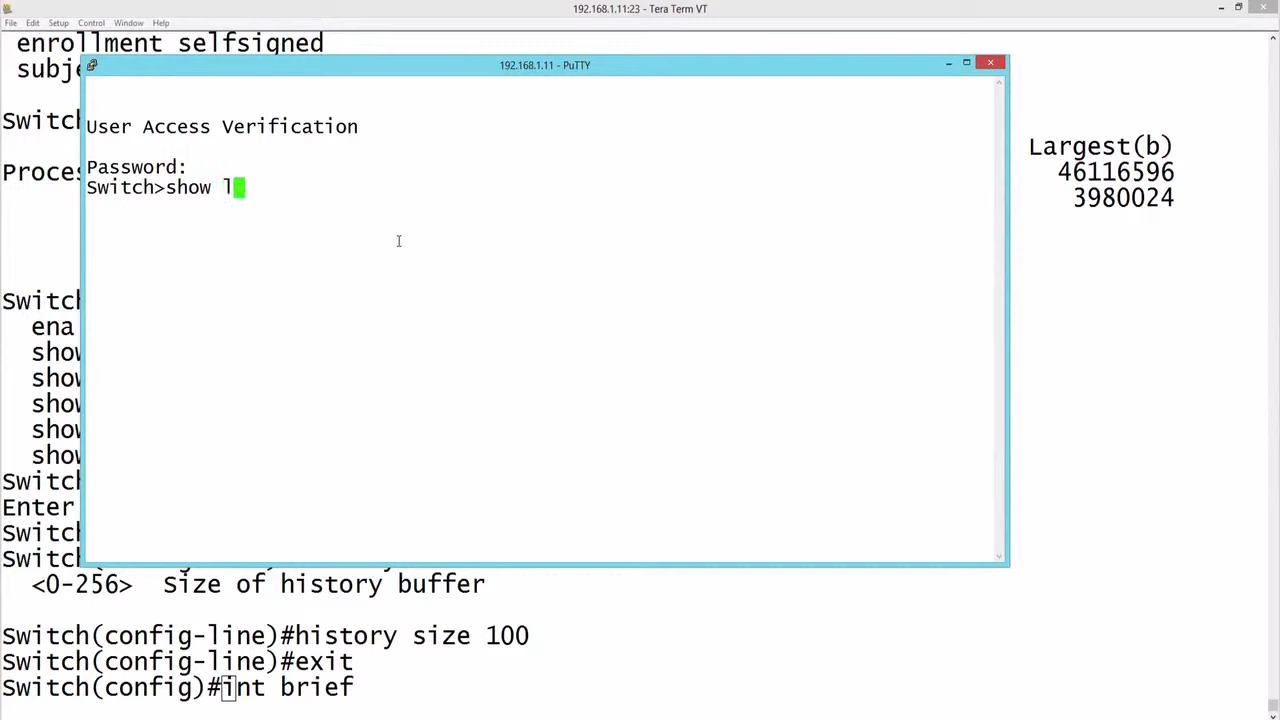 192.168.1.11:23 - Tera Term VT
File Edit Setup Control Window Help
enrollment selfsigned
subje
192.168.1.11 - PuTTY
Switch
User Access Verification
Largest(b)
Proces
Password:
46116596
Switch>show l
3980024
Switch
ena
show
show
show
show
show
Switch
Enter
Switch
Switch
<0-256> Size of history buffer
Switch(config-line)#history size 100
Switch(config-line)#exit
Switch(config)#int brief